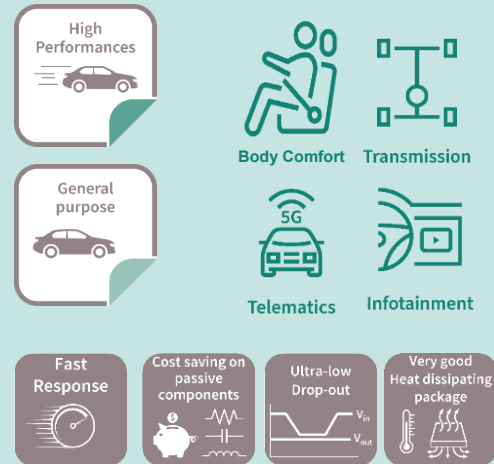 High
Performances
Body Comfort
Transmission
General
purpose
5G
Telematics
Infotainment
Fast
Response
Cost saving on
passive
components
$
Ultra-low
Drop-out
Vin
Vout
Very good
Heat dissipating
package